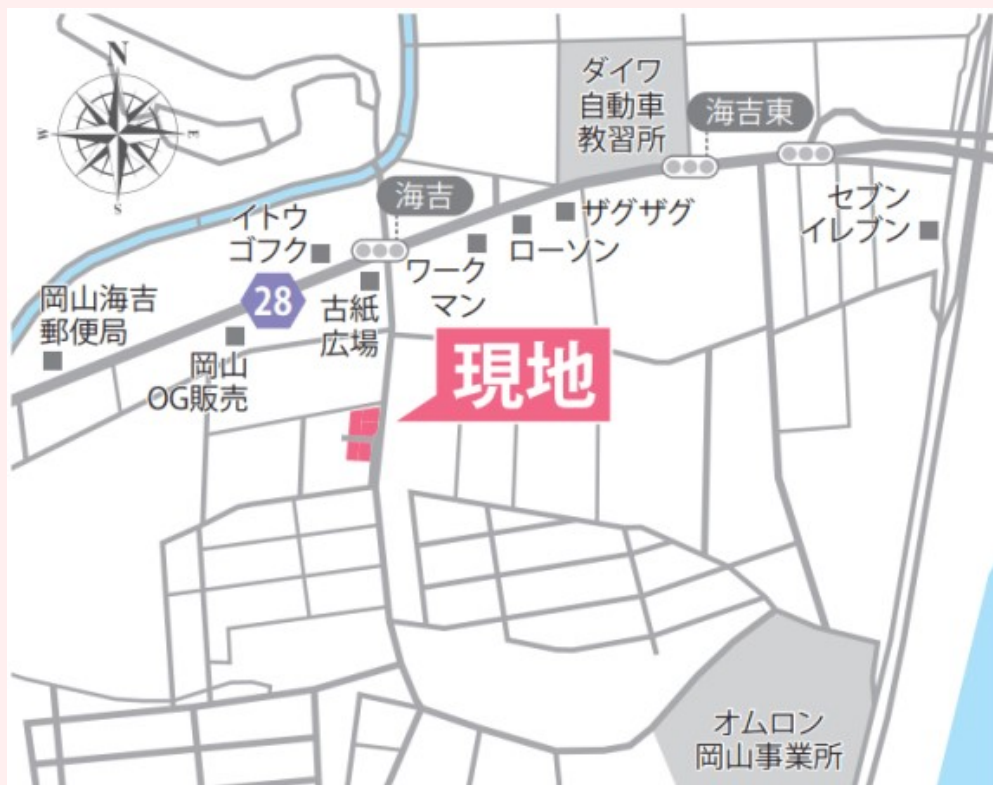 N
W
E
S
ダイワ
自動車
教習所
海吉東
海吉
イトウ
ゴフク
ワーク
マン
ローソン
ザグザグ
セブン
イレブン
岡山海吉
郵便局
28
古紙
広場
岡山
OG販売
現地
オムロン
岡山事業所